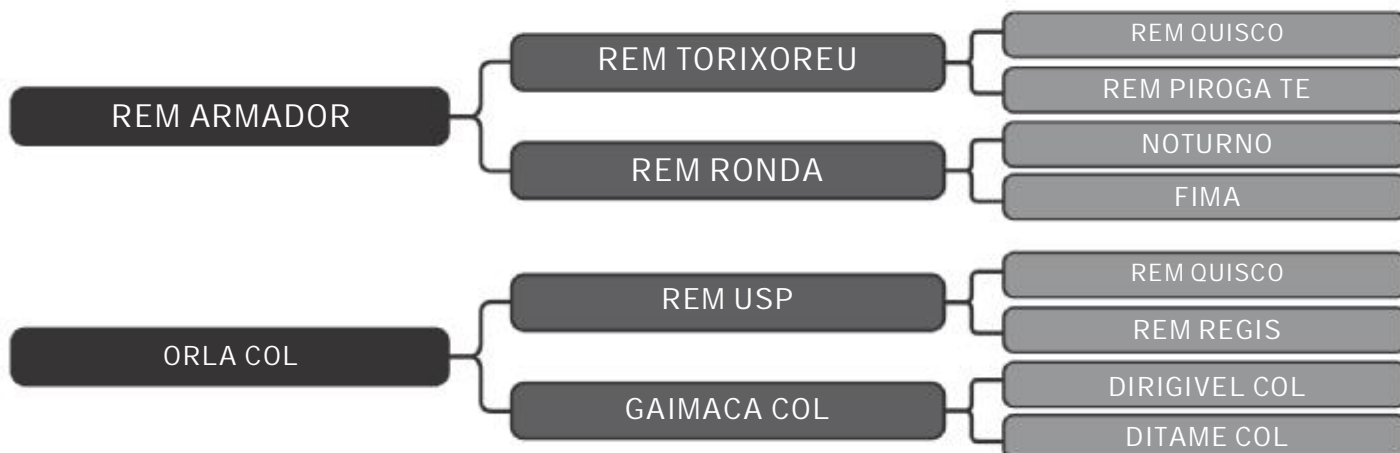 REM ARMADOR
REM TORIXOREU
REM QUISCO
REM PIROGA TE
REM RONDA
NOTURNO
FIMA
ORLA COL
REM USP
REM QUISCO
REM REGIS
GAIMACA COL
DIRIGIVEL COL
DITAME COL